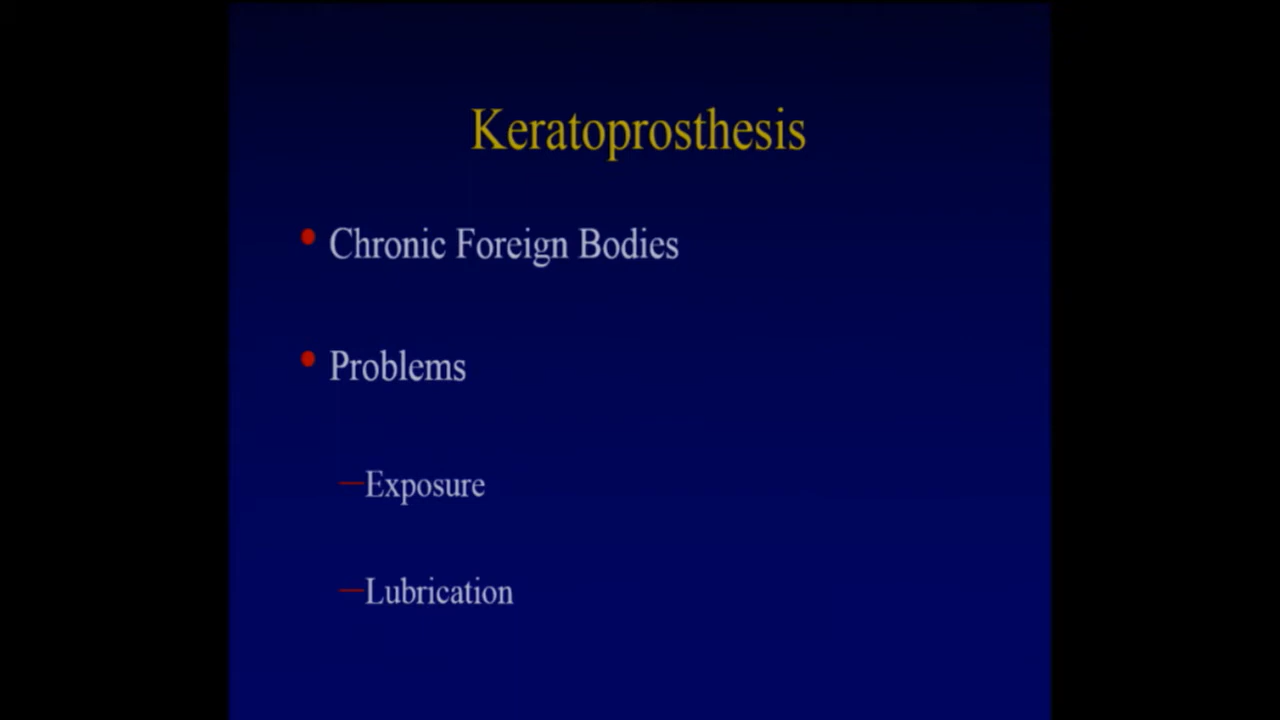 Keratoprosthesis
• Chronic Foreign Bodies
• Problems
—Exposure
—Lubrication